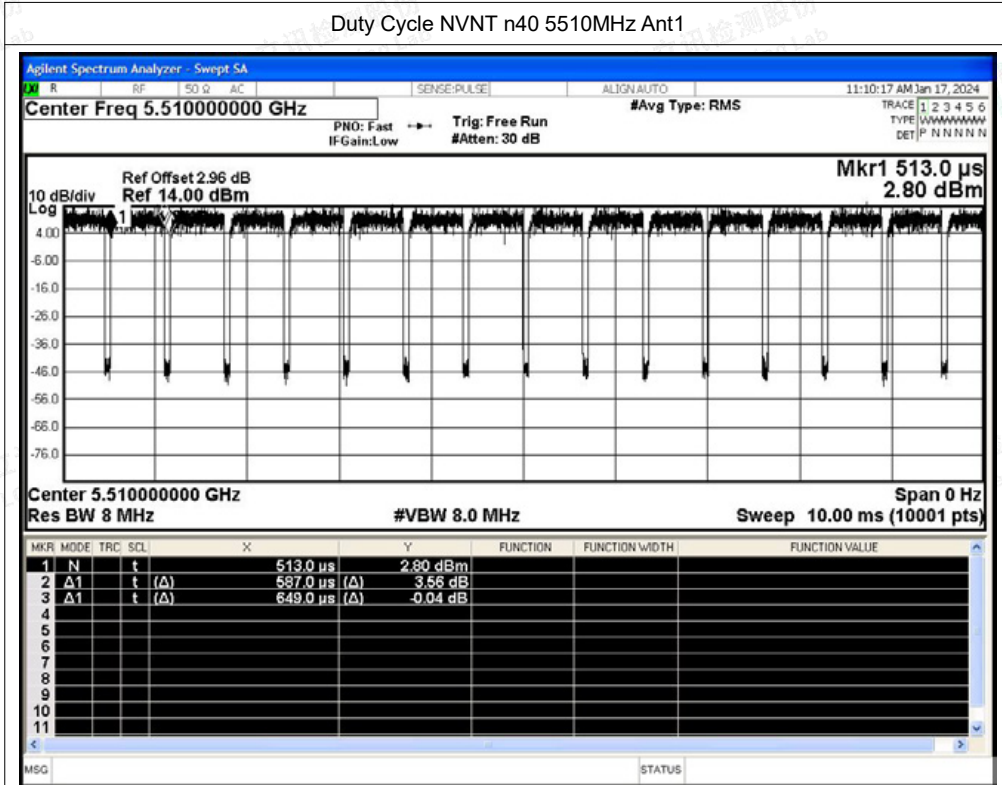 Duty Cycle NVNT n40 5510MHz Ant1
Agilent Spectrum Analyzer - Swept SA
R RF 50 Ω AC SENSE:PULSE ALIGN AUTO 11:10:17 AM Jan 17, 2024
Center Freq 5.510000000 GHz #Avg Type: RMS TRACE 1 2 3 4 5 6
PNO: Fast Trig: Free Run TYPE WWWWWWW
IFGain:Low #Atten: 30 dB DET P N N N N N
Mkr1 513.0 µs
Ref Offset 2.96 dB
10 dB/div Ref 14.00 dBm 2.80 dBm
Log
1
4.00
-6.00
-16.0
-26.0
-36.0
-46.0
-56.0
-66.0
-76.0
Center 5.510000000 GHz Span 0 Hz
Res BW 8 MHz #VBW 8.0 MHz Sweep 10.00 ms (10001 pts)
MKR MODE TRC SCL X Y FUNCTION FUNCTION WIDTH FUNCTION VALUE
1 N t 513.0 µs 2.80 dBm
2 Δ1 t (Δ) 587.0 µs (Δ) 3.56 dB
3 Δ1 t (Δ) 649.0 µs (Δ) -0.04 dB
4
5
6
7
8
9
10
11
MSG STATUS